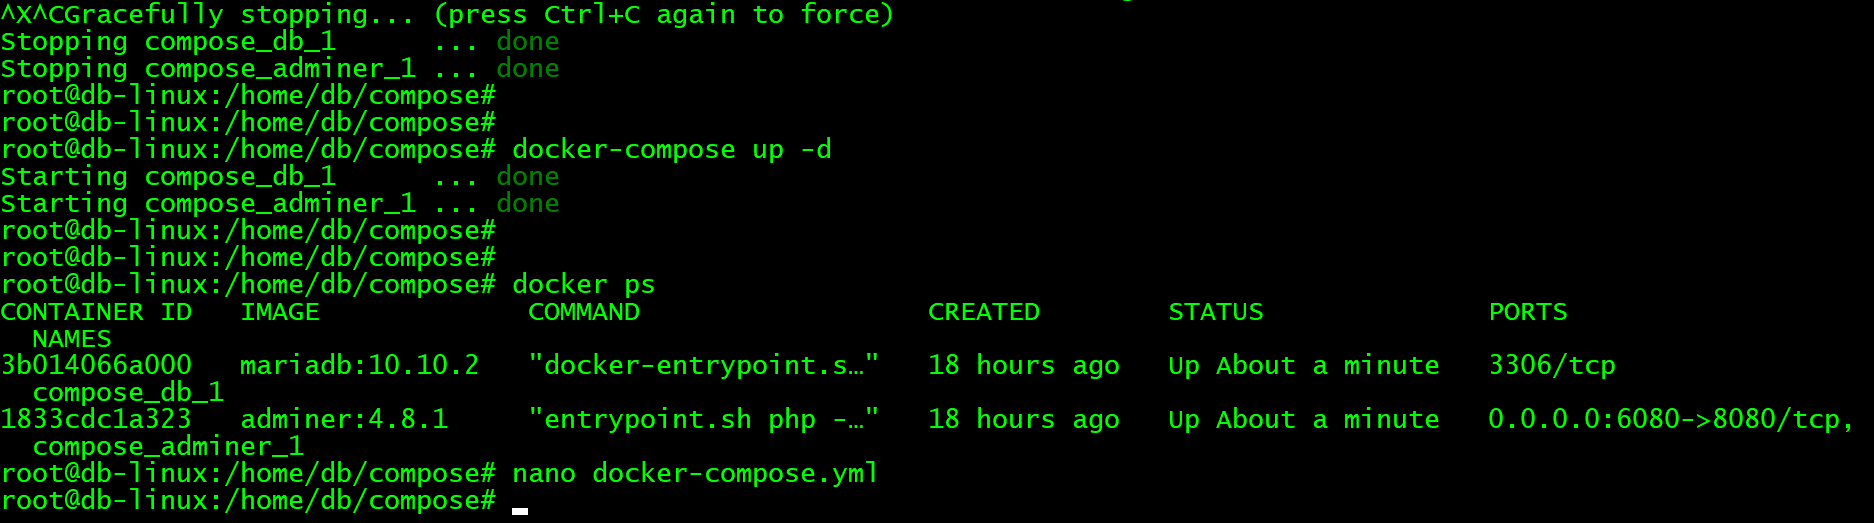 ^X^CGracefully stopping... (press Ctrl+C again to force)
Stopping compose_db_1      ... done
Stopping compose_adminer_1 ... done
root@db-linux:/home/db/compose#
root@db-linux:/home/db/compose#
root@db-linux:/home/db/compose# docker-compose up -d
Starting compose_db_1      ... done
Starting compose_adminer_1 ... done
root@db-linux:/home/db/compose#
root@db-linux:/home/db/compose#
root@db-linux:/home/db/compose# docker ps
CONTAINER ID   IMAGE             COMMAND                  CREATED        STATUS              PORTS
  NAMES
3b014066a000   mariadb:10.10.2   "docker-entrypoint.s…"   18 hours ago   Up About a minute   3306/tcp
  compose_db_1
1833cdc1a323   adminer:4.8.1     "entrypoint.sh php -…"   18 hours ago   Up About a minute   0.0.0.0:6080->8080/tcp,
  compose_adminer_1
root@db-linux:/home/db/compose# nano docker-compose.yml
root@db-linux:/home/db/compose#